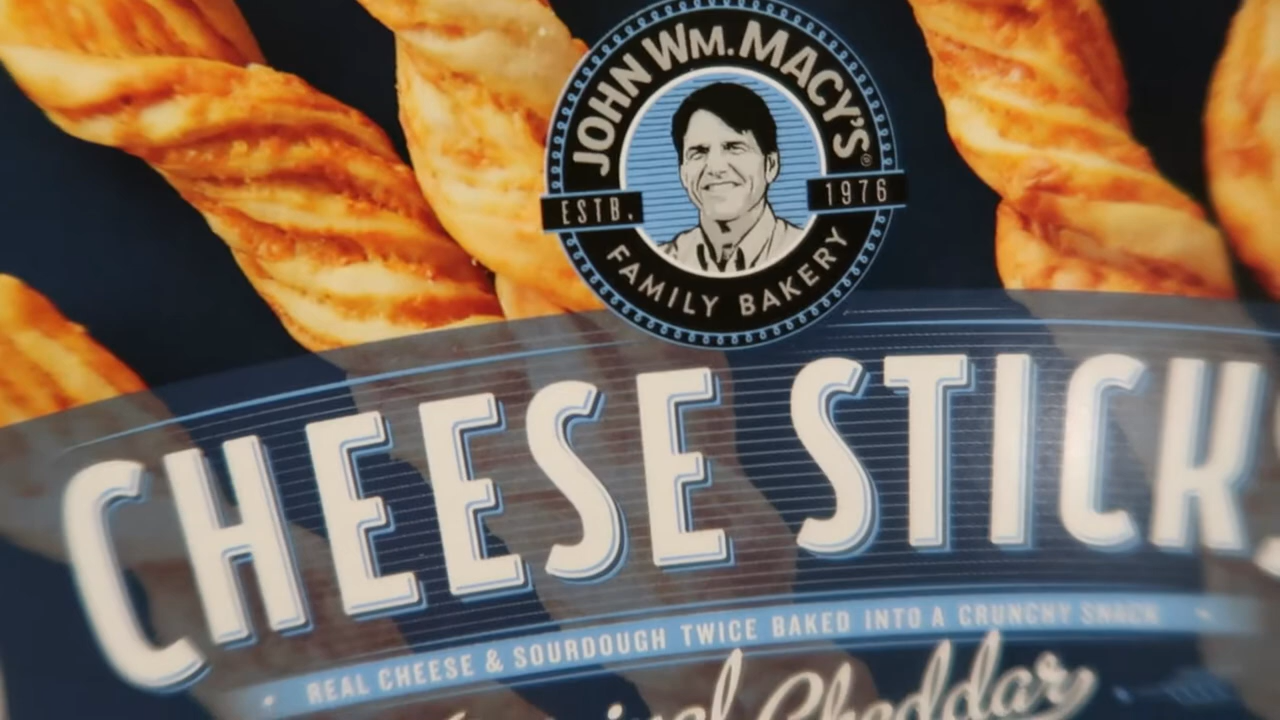 JOHN WM. MACY'S®
ESTB. 1976
FAMILY BAKERY
CHEESE STICK
REAL CHEESE & SOURDOUGH TWICE BAKED INTO A CRUNCHY SNACK
Cheddar